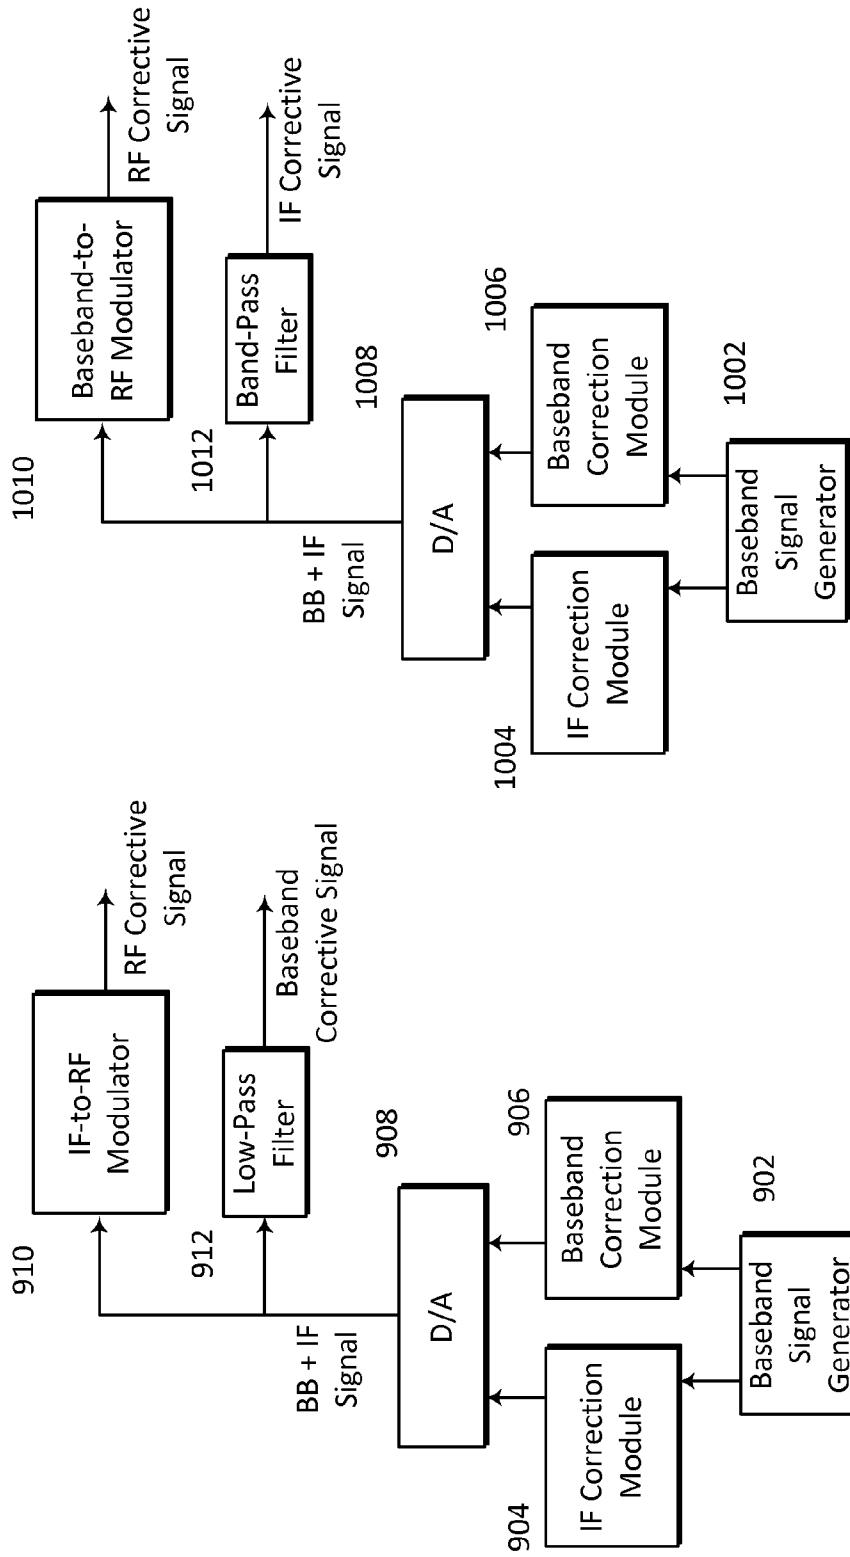 910
IF-to-RF
Modulator
RF Corrective
Signal
912
Low-Pass
Filter
Baseband
Corrective Signal
BB + IF
Signal
908
D/A
904
IF Correction
Module
906
Baseband
Correction
Module
902
Baseband
Signal
Generator
1010
Baseband-to-
RF Modulator
RF Corrective
Signal
1012
Band-Pass
Filter
IF Corrective
Signal
BB + IF
Signal
1008
D/A
1004
IF Correction
Module
1006
Baseband
Correction
Module
1002
Baseband
Signal
Generator